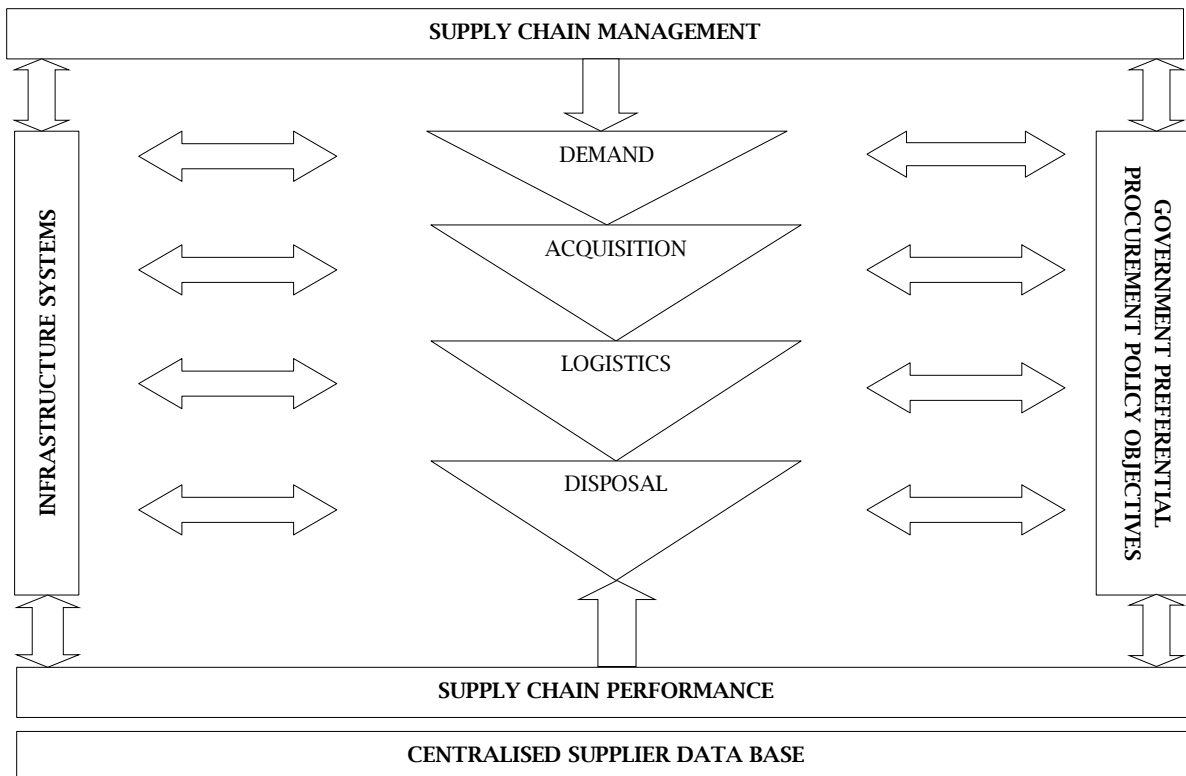 SUPPLY CHAIN MANAGEMENT
INFRASTRUCTURE SYSTEMS
DEMAND
ACQUISITION
LOGISTICS
DISPOSAL
GOVERNMENT PREFERENTIAL
PROCUREMENT POLICY OBJECTIVES
SUPPLY CHAIN PERFORMANCE
CENTRALISED SUPPLIER DATA BASE